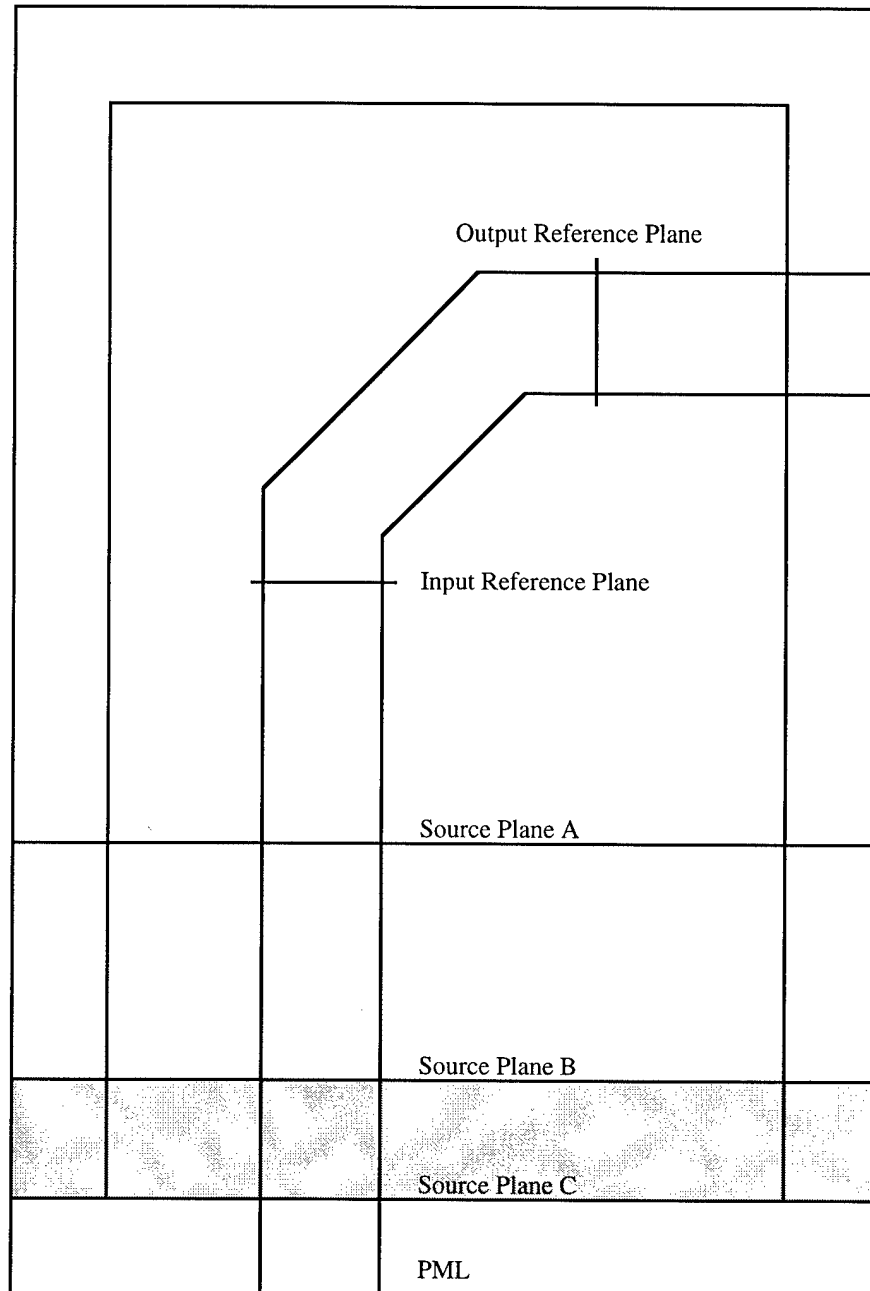 Output Reference Plane
Input Reference Plane
Source Plane A
Source Plane B
Source Plane C
PML